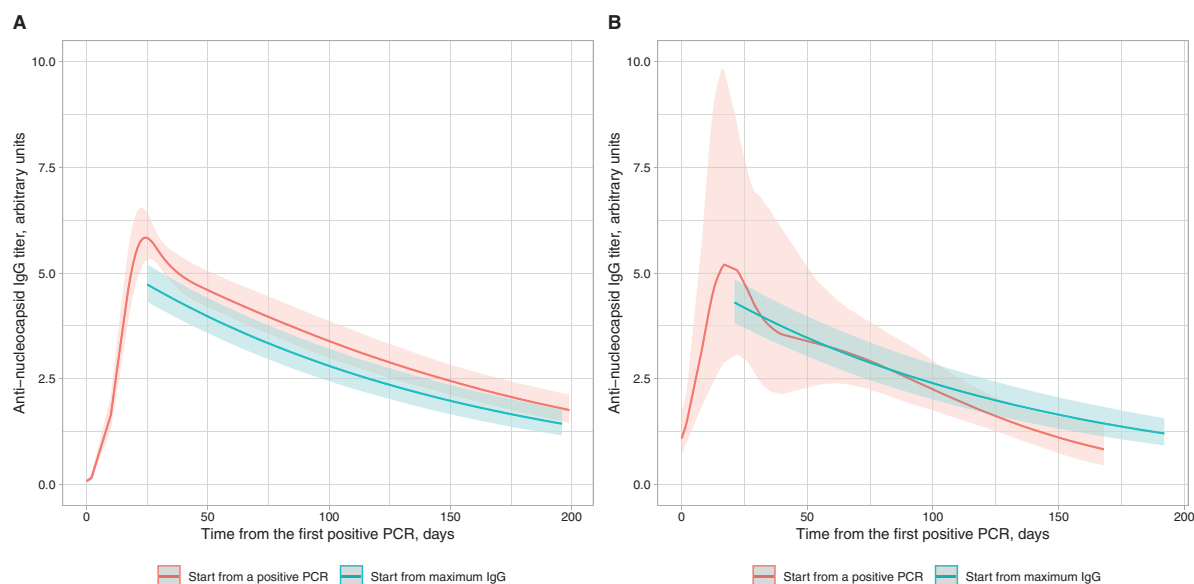 A
Anti–nucleocapsid IgG titer, arbitrary units
10.0
7.5
5.0
2.5
0.0
0 50 100 150 200
Time from the first positive PCR, days
Start from a positive PCR Start from maximum IgG
B
Anti–nucleocapsid IgG titer, arbitrary units
10.0
7.5
5.0
2.5
0.0
0 50 100 150 200
Time from the first positive PCR, days
Start from a positive PCR Start from maximum IgG